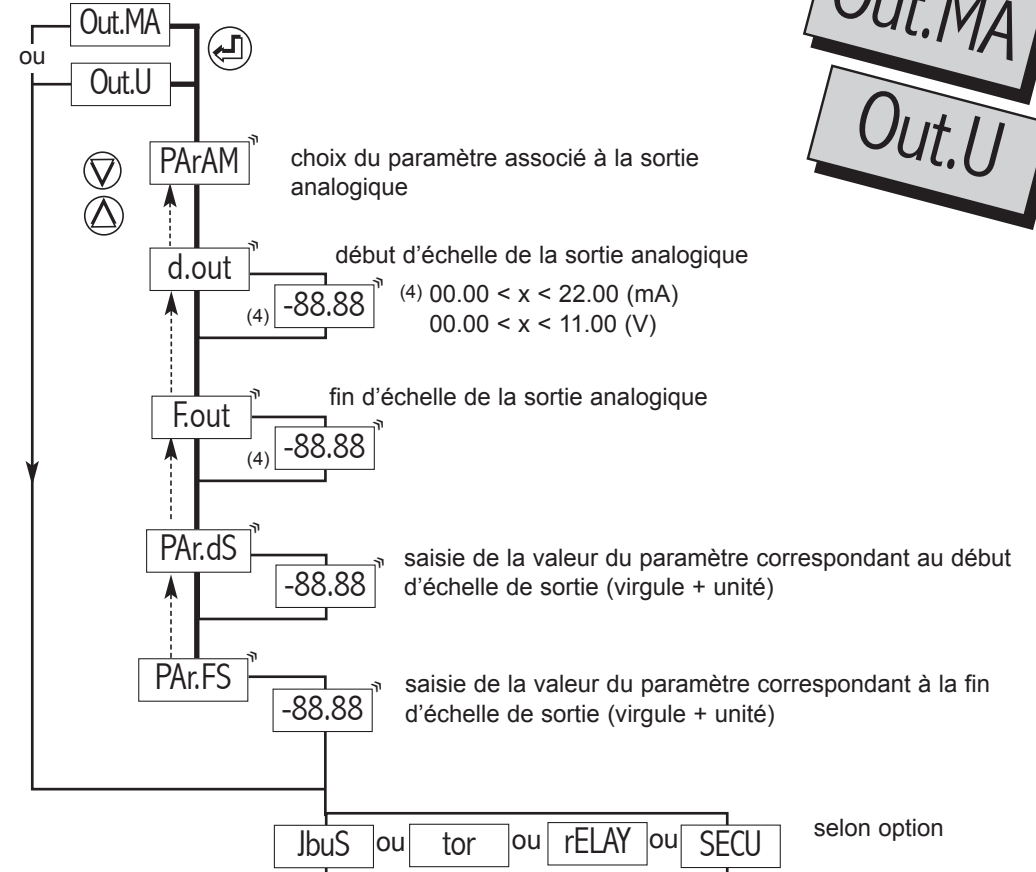 Out.MA
ou
Out.U
Out.MA
Out.U
PArAM
choix du paramètre associé à la sortie
analogique
d.out
début d'échelle de la sortie analogique
(4) -88.88
(4) 00.00 < x < 22.00 (mA)
00.00 < x < 11.00 (V)
F.out
fin d'échelle de la sortie analogique
(4) -88.88
PAr.dS
-88.88
saisie de la valeur du paramètre correspondant au début
d'échelle de sortie (virgule + unité)
PAr.FS
-88.88
saisie de la valeur du paramètre correspondant à la fin
d'échelle de sortie (virgule + unité)
JbuS ou tor ou rELAY ou SECU
selon option